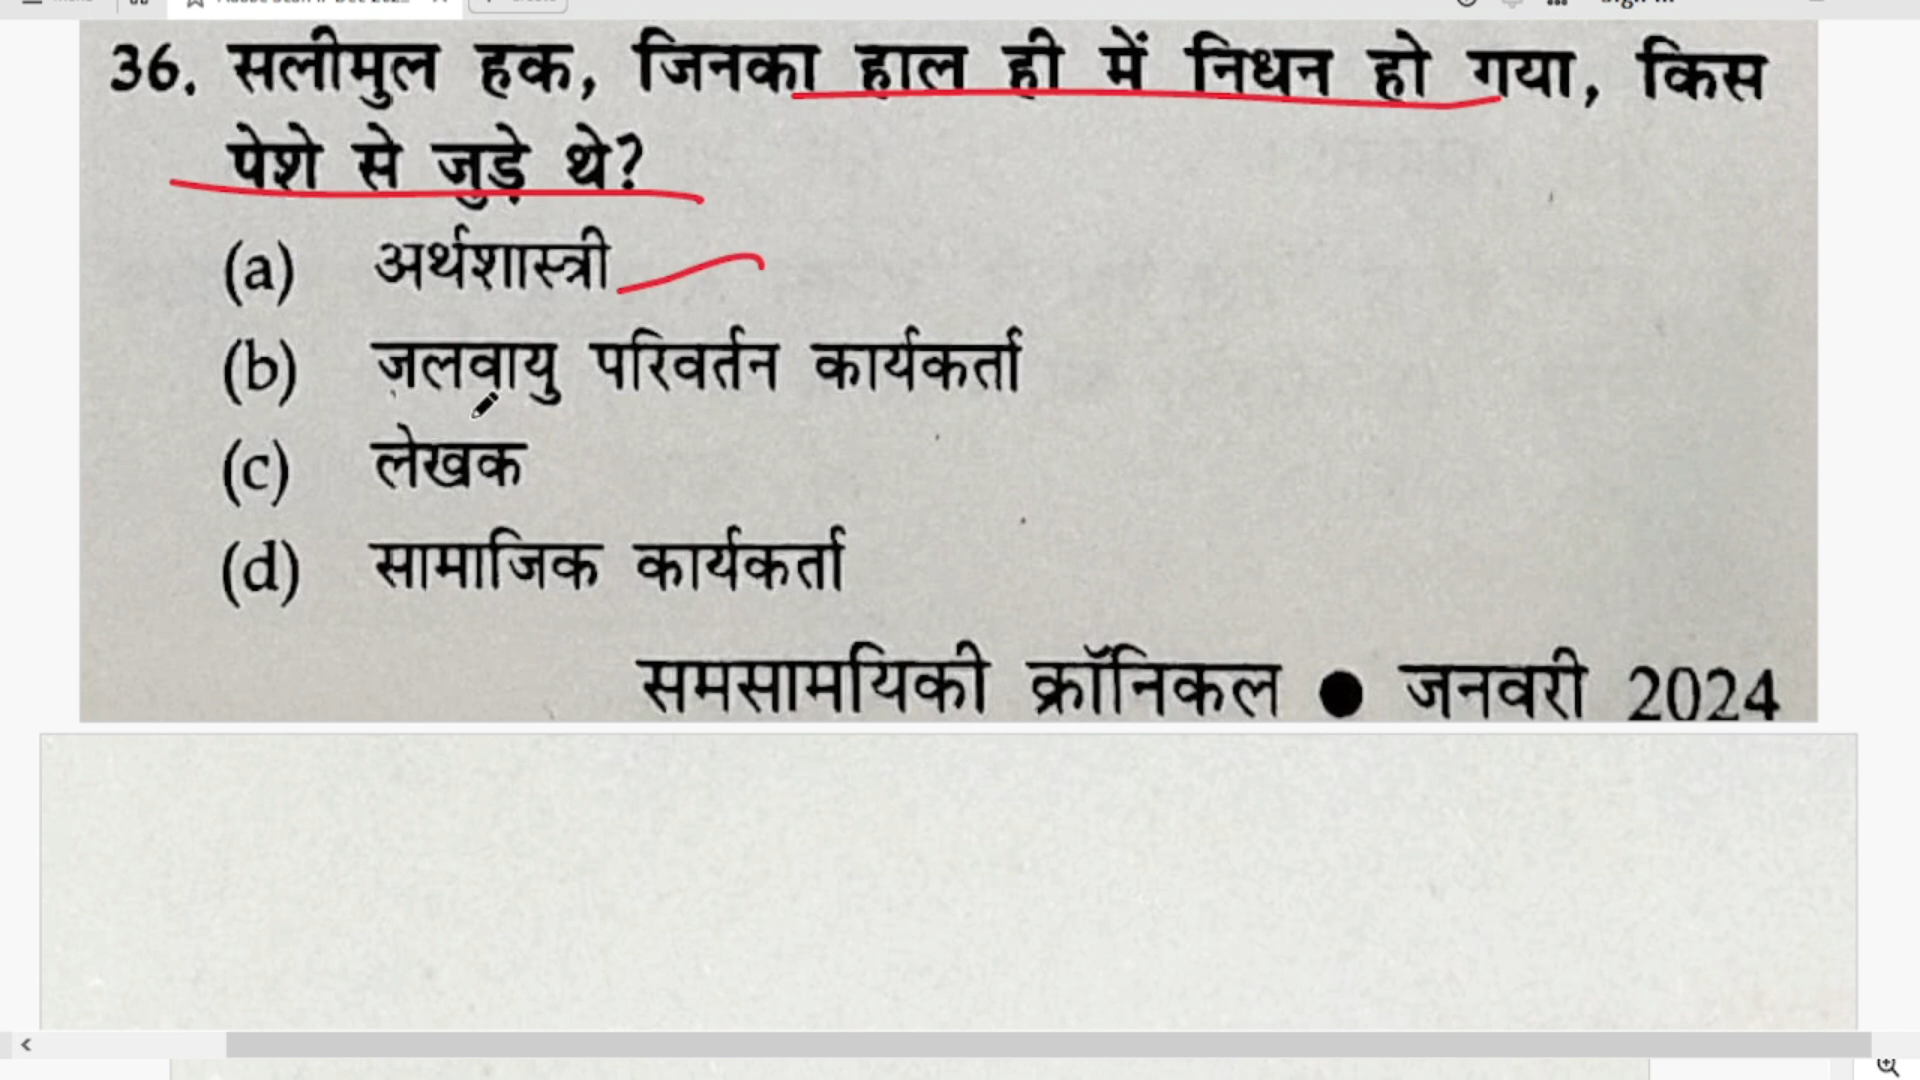 36. सलीमुल हक, जिनका हाल ही में निधन हो गया, किस
पेशे से जुड़े थे?
(a) अर्थशास्त्री
(b) जलवायु परिवर्तन कार्यकर्ता
(c) लेखक
(d) सामाजिक कार्यकर्ता
समसामयिकी क्रॉनिकल ● जनवरी 2024